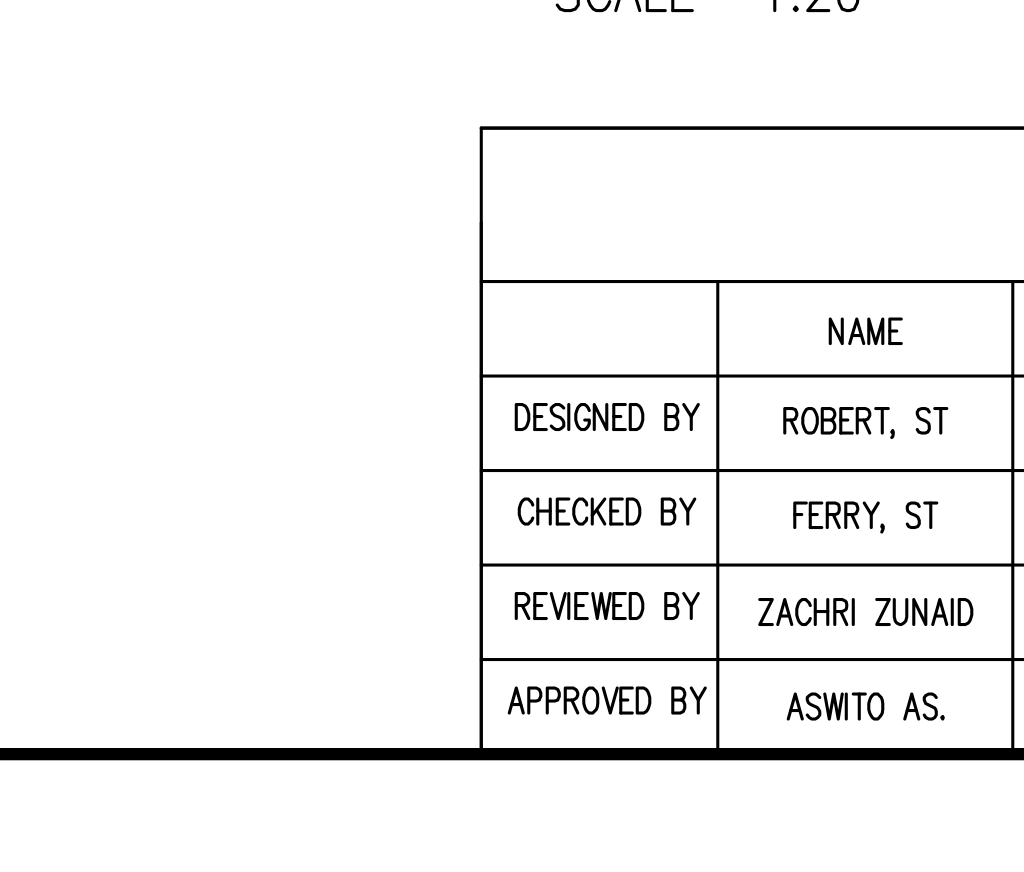 SCALE 1:20
NAME
DESIGNED BY ROBERT, ST
CHECKED BY FERRY, ST
REVIEWED BY ZACHRI ZUNAID
APPROVED BY ASWITO AS.